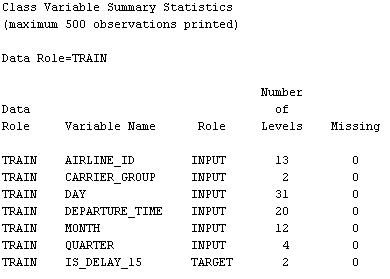 Class Variable Summary Statistics
(maximum 500 observations printed)
Data Role=TRAIN
Number
Data of
Role Variable Name Role Levels Missing
TRAIN AIRLINE_ID INPUT 13 0
TRAIN CARRIER_GROUP INPUT 2 0
TRAIN DAY INPUT 31 0
TRAIN DEPARTURE_TIME INPUT 20 0
TRAIN MONTH INPUT 12 0
TRAIN QUARTER INPUT 4 0
TRAIN IS_DELAY_15 TARGET 2 0